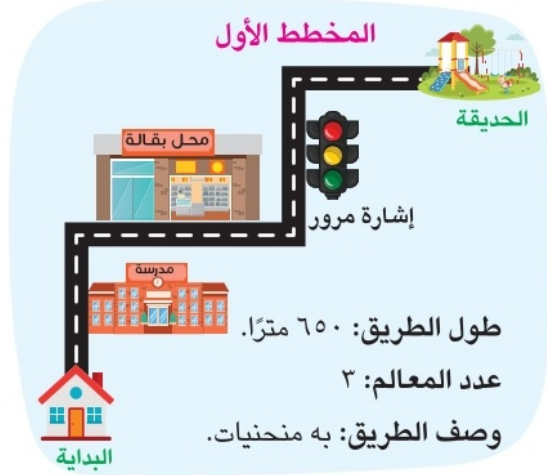 المخطط الأول
الحديقة
محل بقالة
إشارة مرور
مدرسة
طول الطريق: ٦٥٠ مترًا.
عدد المعالم: ٣
وصف الطريق: به منحنيات.
البداية